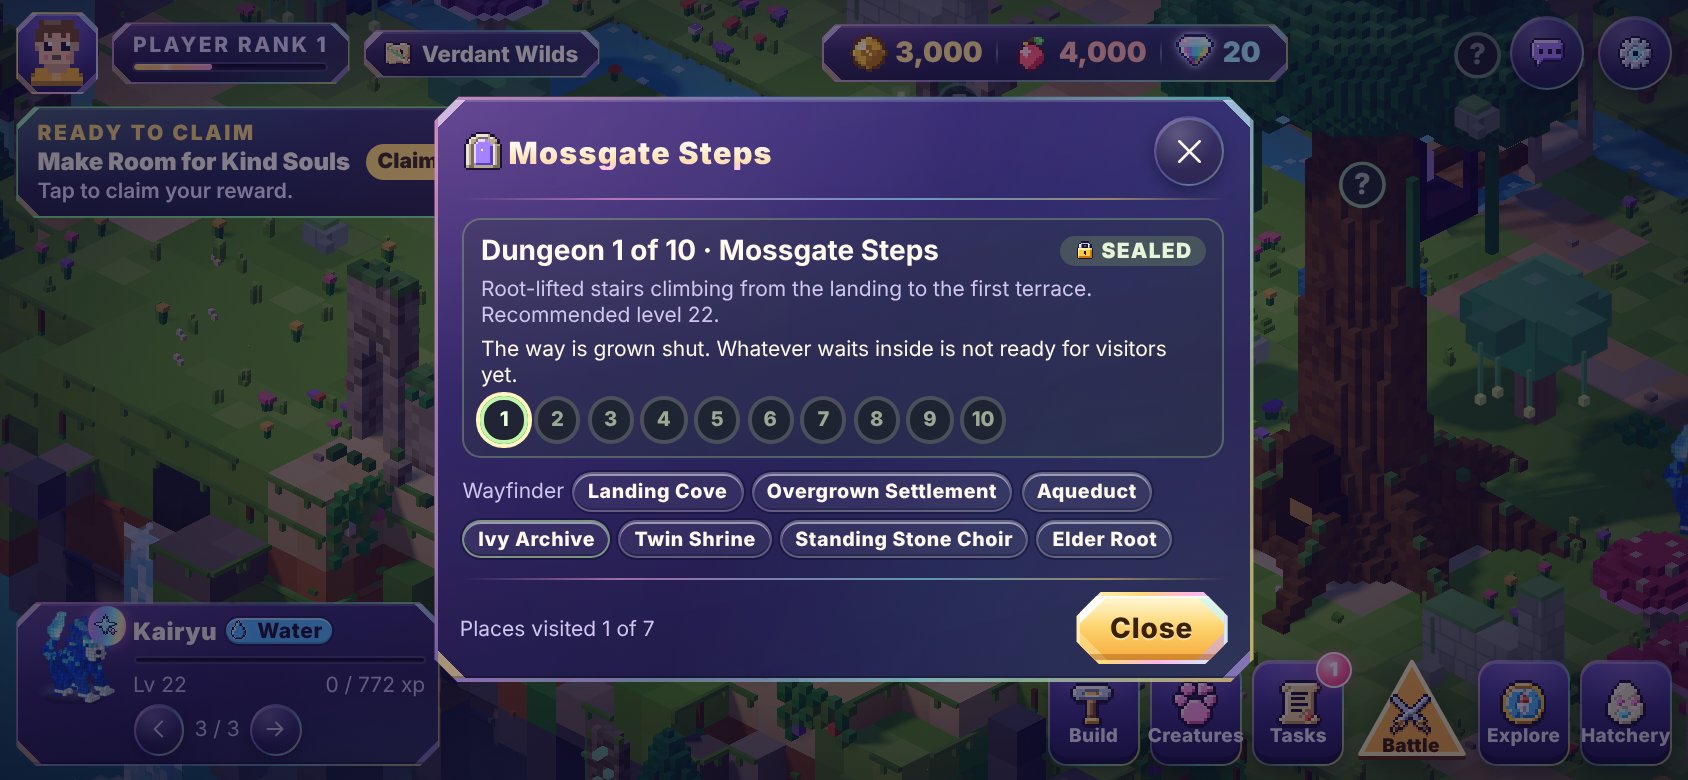 PLAYER RANK 1
Verdant Wilds
3,000
4,000
20
?
READY TO CLAIM
Make Room for Kind Souls
Claim
Tap to claim your reward.
Mossgate Steps
?
Dungeon 1 of 10 · Mossgate Steps
SEALED
Root-lifted stairs climbing from the landing to the first terrace.
Recommended level 22.
The way is grown shut. Whatever waits inside is not ready for visitors
yet.
1 2 3 4 5 6 7 8 9 10
Wayfinder Landing Cove Overgrown Settlement Aqueduct
Ivy Archive Twin Shrine Standing Stone Choir Elder Root
Places visited 1 of 7
Close
Kairyu Water
Lv 22 0 / 772 xp
3 / 3
1
Build Creatures Tasks Battle Explore Hatchery